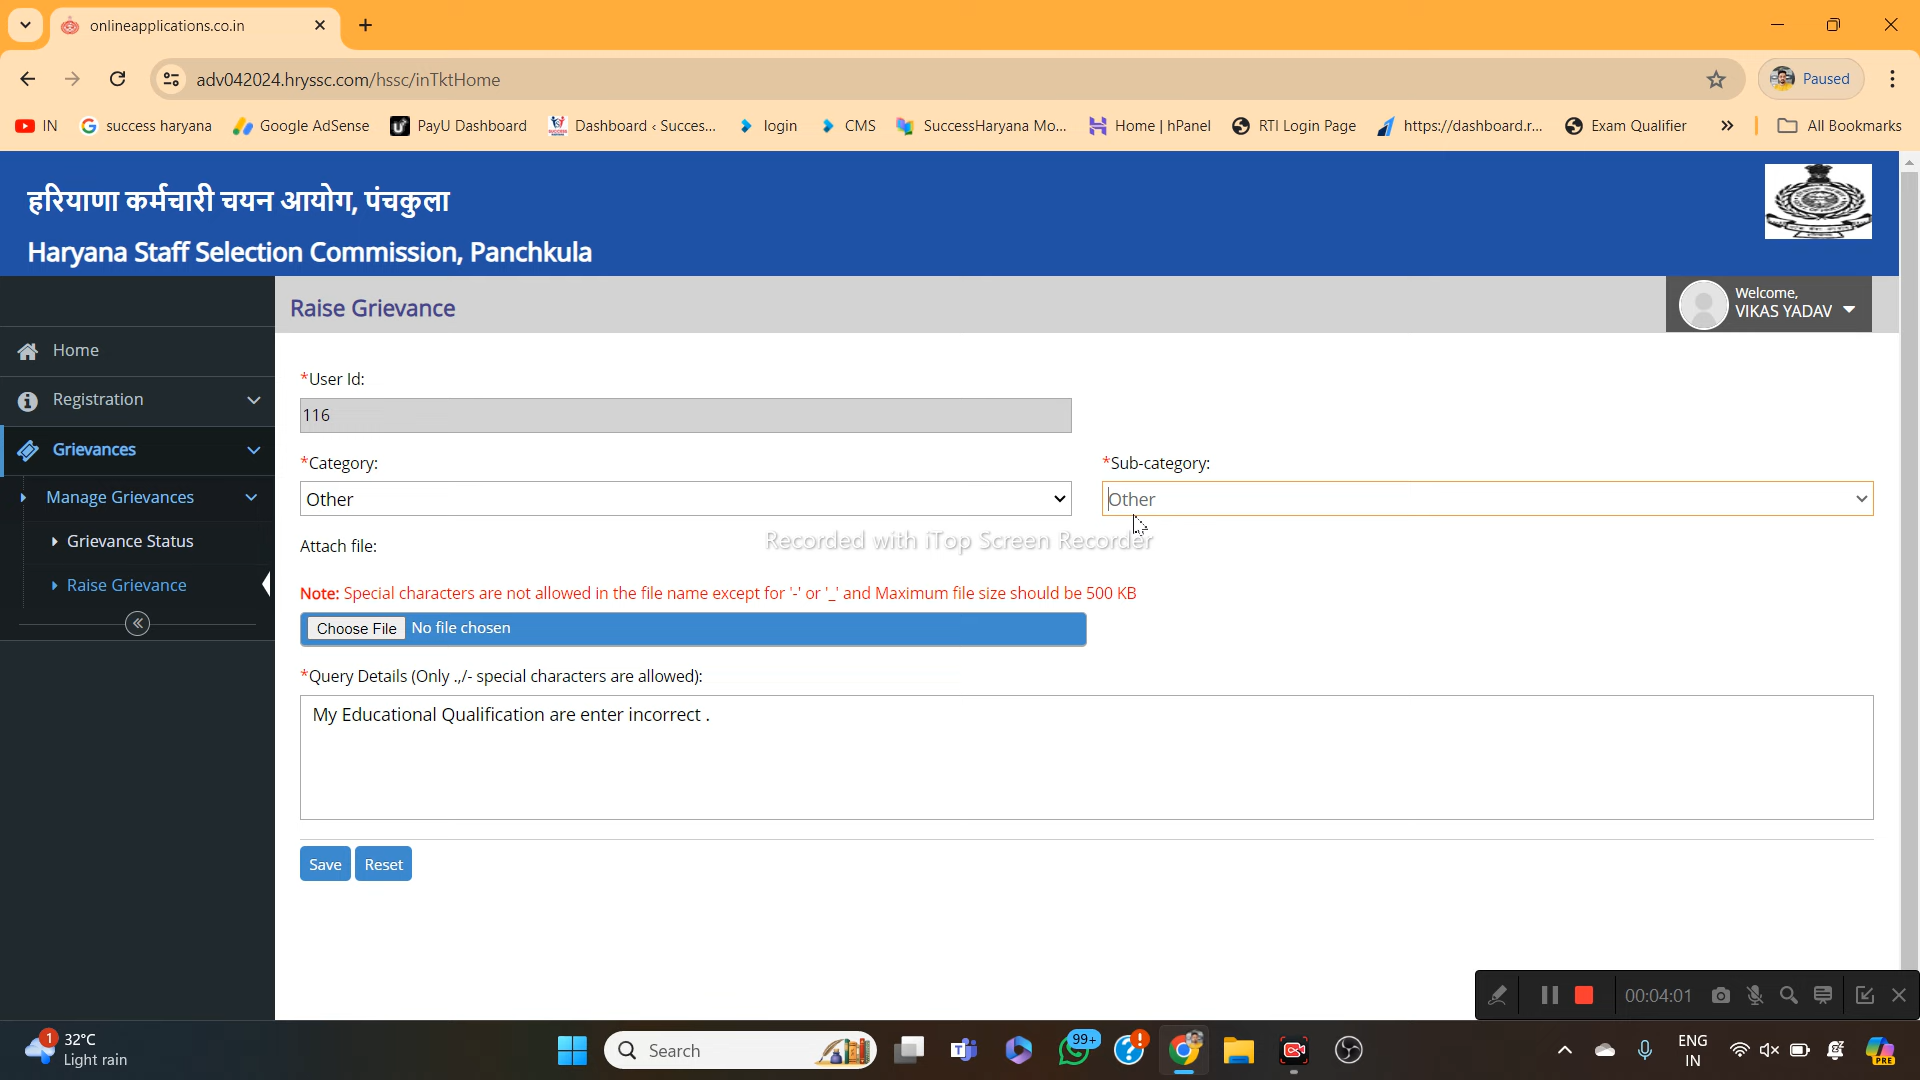 onlineapplications.co.in
adv042024.hryssc.com/hssc/inTktHome
Paused
IN
success haryana
Google AdSense
PayU Dashboard
Dashboard ‹ Succes...
login
CMS
SuccessHaryana Mo...
Home | hPanel
RTI Login Page
https://dashboard.r...
Exam Qualifier
All Bookmarks
हरियाणा कर्मचारी चयन आयोग, पंचकुला
Haryana Staff Selection Commission, Panchkula
Raise Grievance
Welcome,
VIKAS YADAV
Home
Registration
Grievances
Manage Grievances
Grievance Status
Raise Grievance
*User Id:
116
*Category:
*Sub-category:
Other
Other
Recorded with iTop Screen Recorder
Attach file:
Note: Special characters are not allowed in the file name except for '-' or '_' and Maximum file size should be 500 KB
Choose File No file chosen
*Query Details (Only .,/- special characters are allowed):
My Educational Qualification are enter incorrect .
Save
Reset
00:04:01
1
32°C
Light rain
Search
99+
ENG
IN
PRE